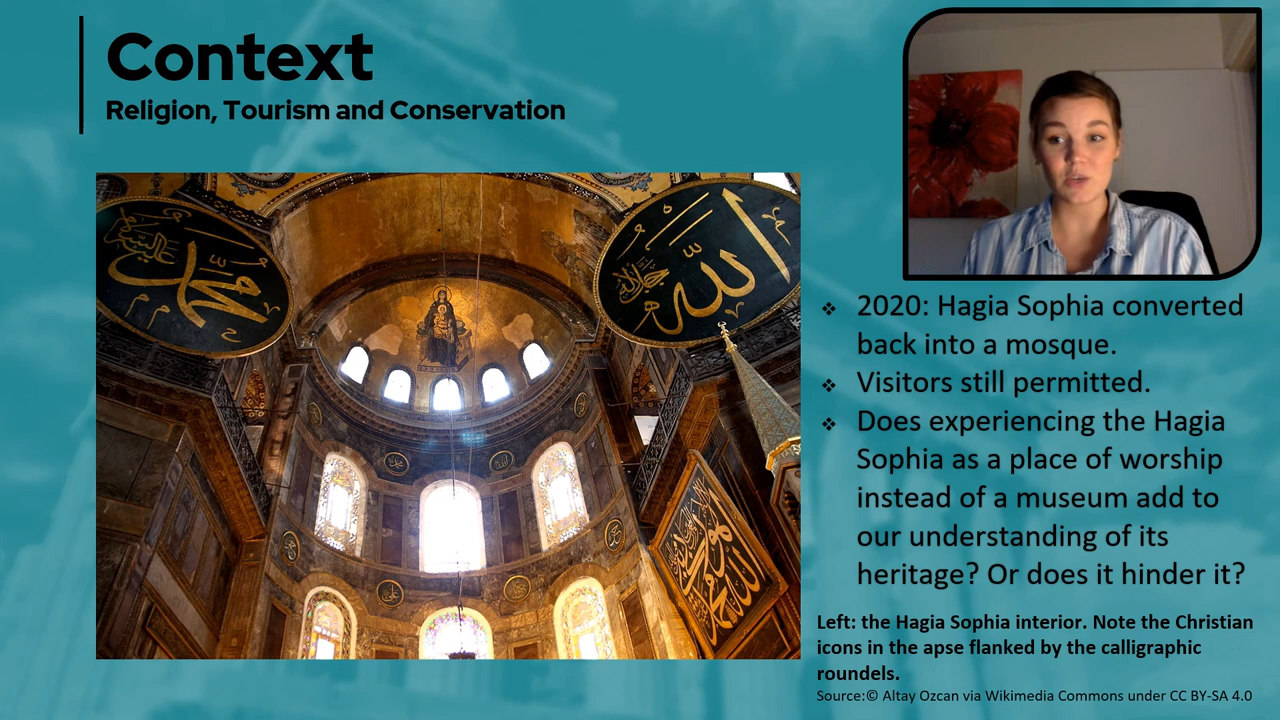 Context
Religion, Tourism and Conservation
محمد
عليه السلام
الله
جل جلاله
❖ 2020: Hagia Sophia converted
back into a mosque.
❖ Visitors still permitted.
❖ Does experiencing the Hagia
Sophia as a place of worship
instead of a museum add to
our understanding of its
heritage? Or does it hinder it?
Left: the Hagia Sophia interior. Note the Christian
icons in the apse flanked by the calligraphic
roundels.
Source:© Altay Ozcan via Wikimedia Commons under CC BY-SA 4.0